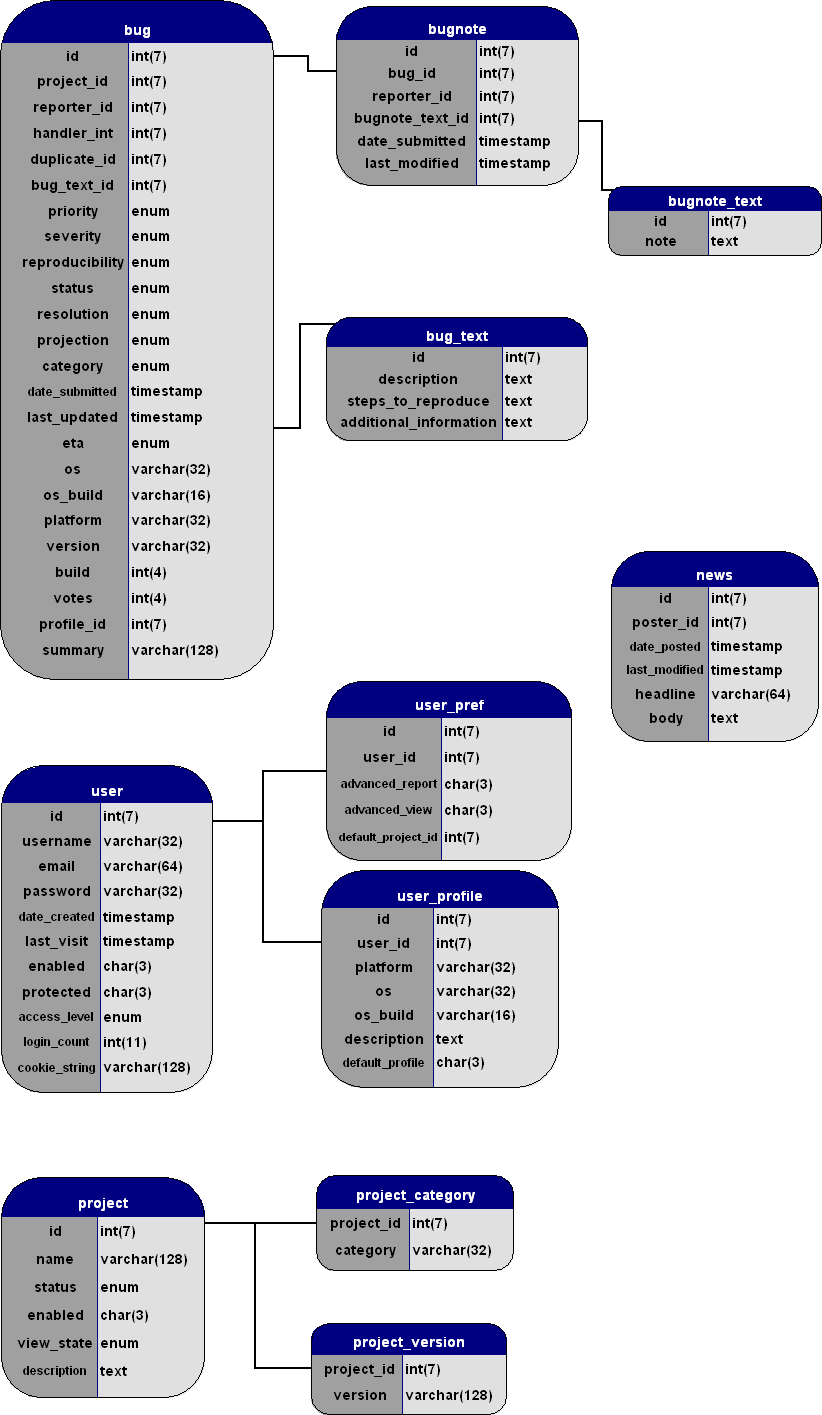 bug
id int(7)
project_id int(7)
reporter_id int(7)
handler_int int(7)
duplicate_id int(7)
bug_text_id int(7)
priority enum
severity enum
reproducibility enum
status enum
resolution enum
projection enum
category enum
date_submitted timestamp
last_updated timestamp
eta enum
os varchar(32)
os_build varchar(16)
platform varchar(32)
version varchar(32)
build int(4)
votes int(4)
profile_id int(7)
summary varchar(128)
bugnote
id int(7)
bug_id int(7)
reporter_id int(7)
bugnote_text_id int(7)
date_submitted timestamp
last_modified timestamp
bugnote_text
id int(7)
note text
bug_text
id int(7)
description text
steps_to_reproduce text
additional_information text
news
id int(7)
poster_id int(7)
date_posted timestamp
last_modified timestamp
headline varchar(64)
body text
user_pref
id int(7)
user_id int(7)
advanced_report char(3)
advanced_view char(3)
default_project_id int(7)
user
id int(7)
username varchar(32)
email varchar(64)
password varchar(32)
date_created timestamp
last_visit timestamp
enabled char(3)
protected char(3)
access_level enum
login_count int(11)
cookie_string varchar(128)
user_profile
id int(7)
user_id int(7)
platform varchar(32)
os varchar(32)
os_build varchar(16)
description text
default_profile char(3)
project
id int(7)
name varchar(128)
status enum
enabled char(3)
view_state enum
description text
project_category
project_id int(7)
category varchar(32)
project_version
project_id int(7)
version varchar(128)